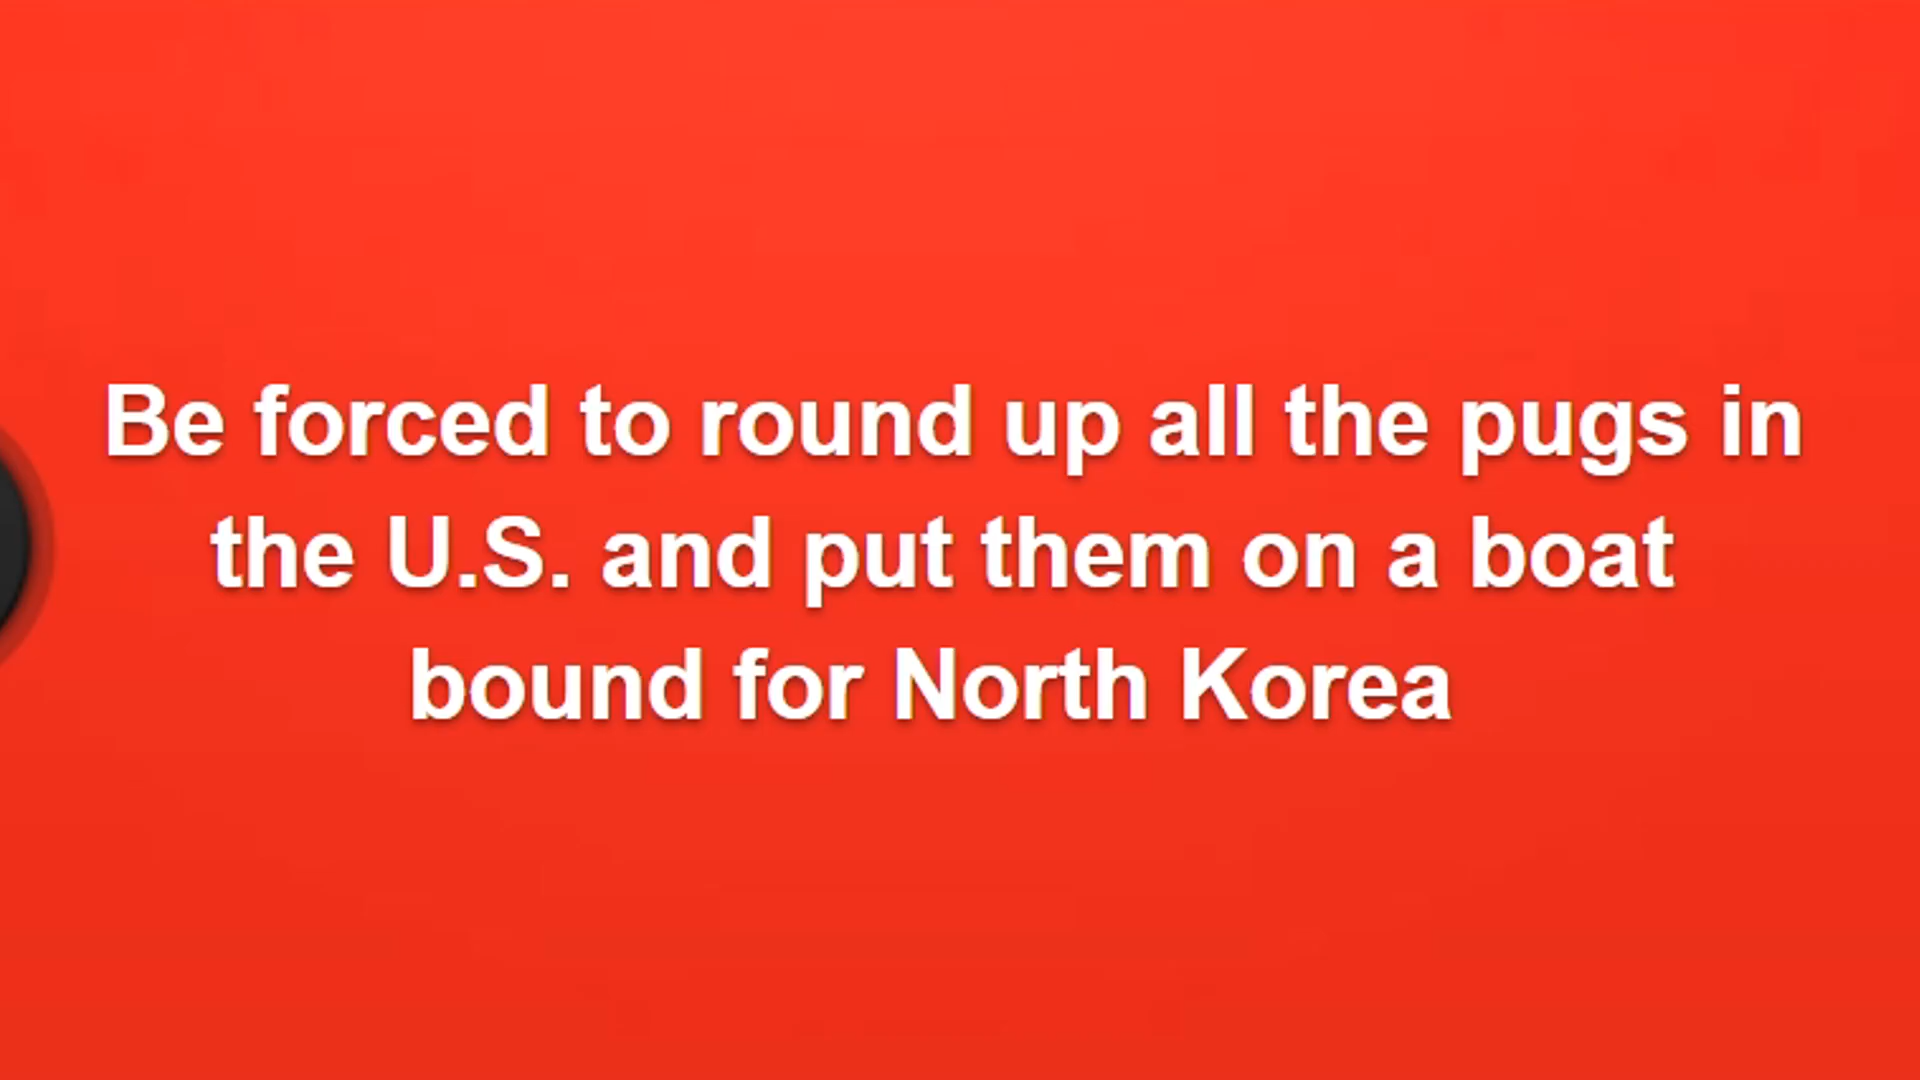 Be forced to round up all the pugs in
the U.S. and put them on a boat
bound for North Korea